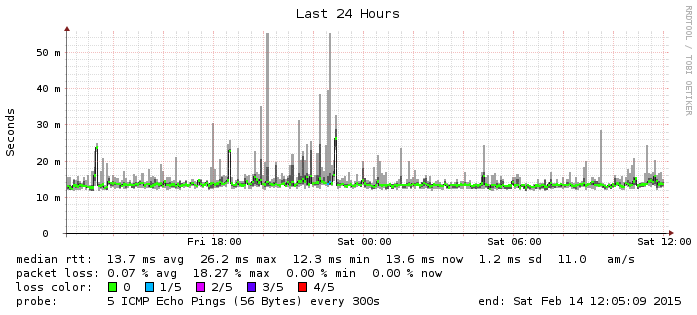 Last 24 Hours
RRDTOOL / TOBI OETIKER
Seconds
50 m
40 m
30 m
20 m
10 m
0
Fri 18:00 Sat 00:00 Sat 06:00 Sat 12:00
median rtt: 13.7 ms avg 26.2 ms max 12.3 ms min 13.6 ms now 1.2 ms sd 11.0 am/s
packet loss: 0.07 % avg 18.27 % max 0.00 % min 0.00 % now
loss color: 0 1/5 2/5 3/5 4/5
probe: 5 ICMP Echo Pings (56 Bytes) every 300s end: Sat Feb 14 12:05:09 2015